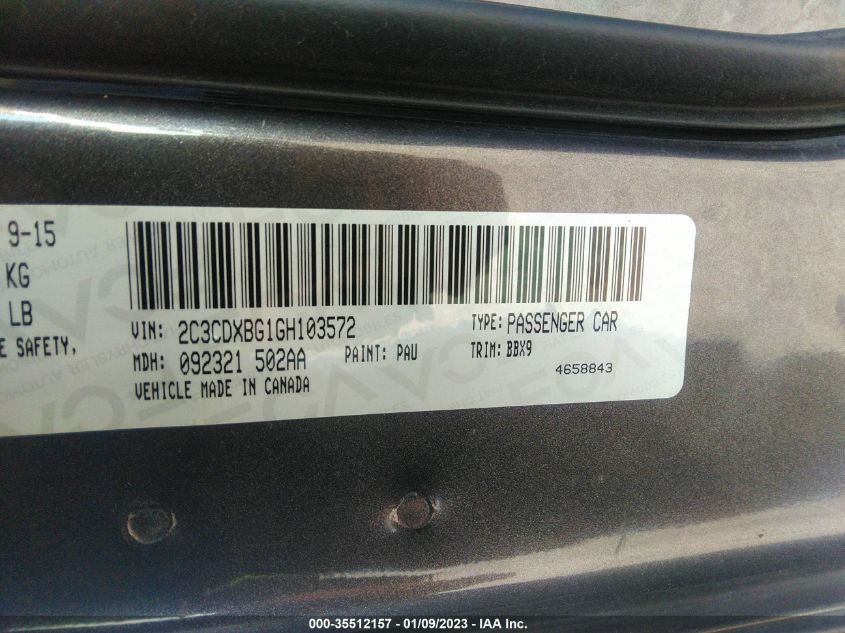 9-15
KG
LB
E SAFETY,
VIN: 2C3CDXBG1GH103572 TYPE: PASSENGER CAR
MDH: 092321 502AA PAINT: PAU TRIM: BBX9
VEHICLE MADE IN CANADA 4658843
000-35512157 - 01/09/2023 - IAA Inc.